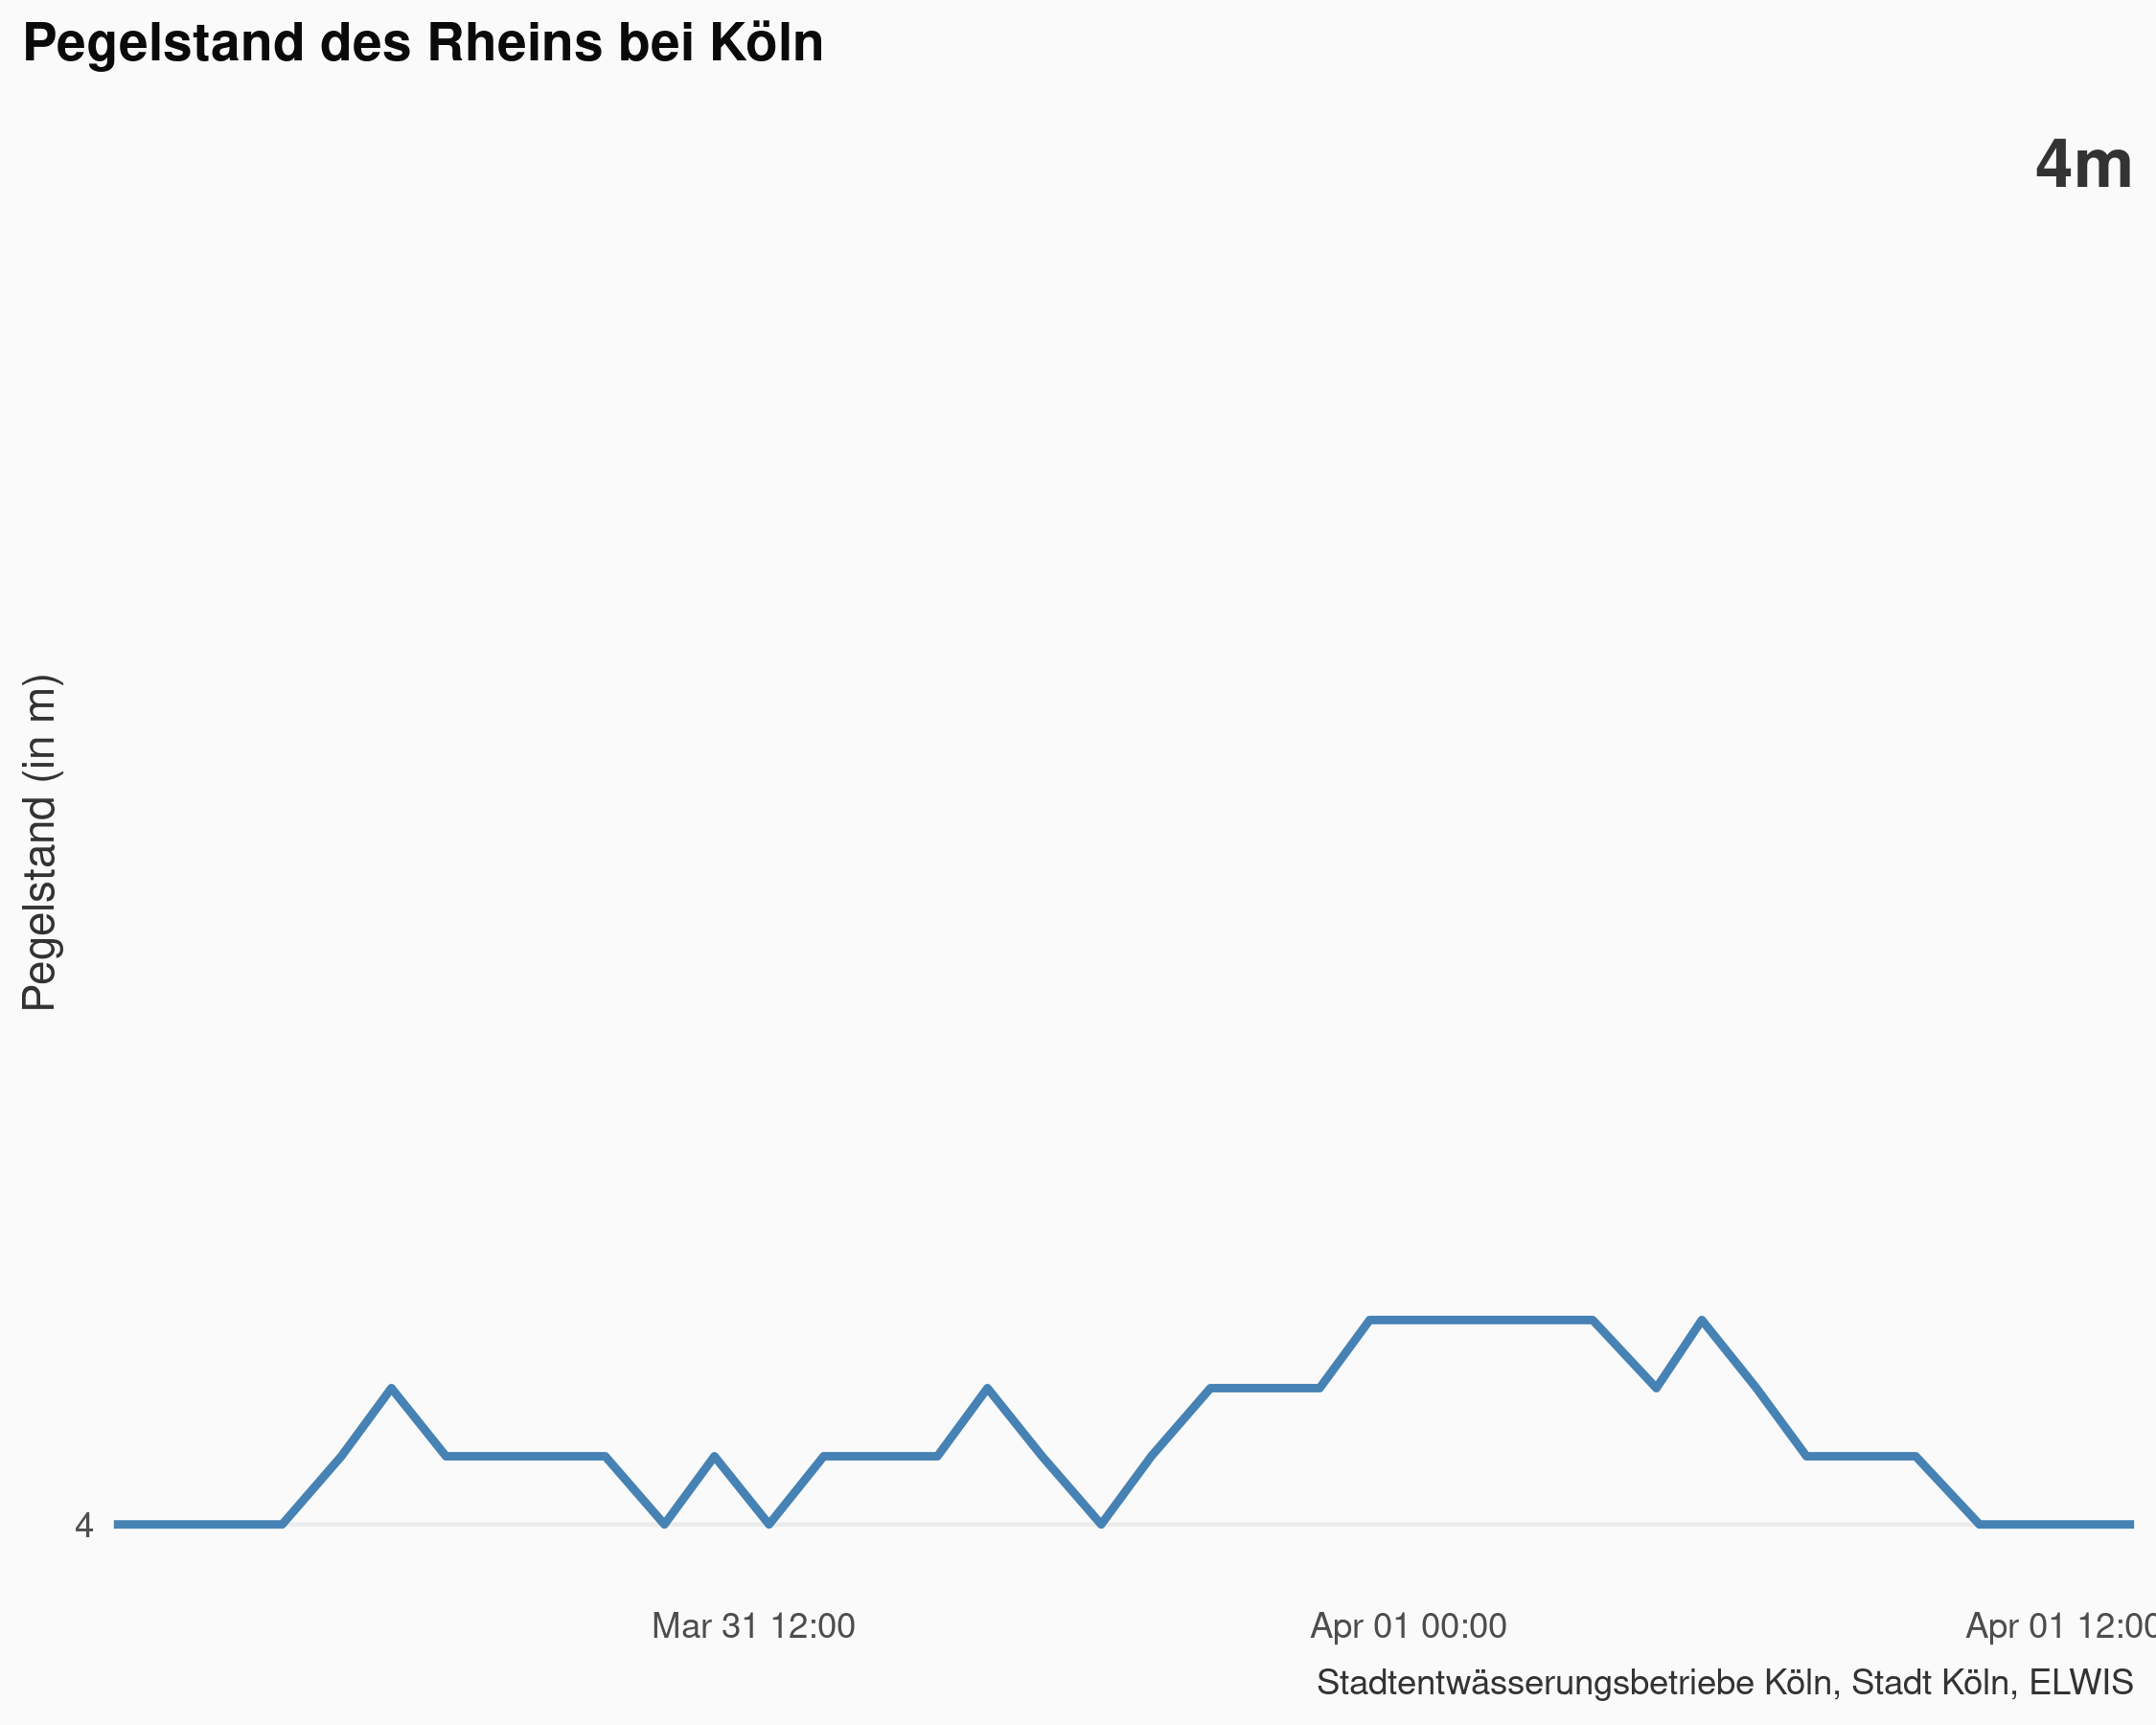 Pegelstand des Rheins bei Köln
4m
Pegelstand (in m)
4
Mar 31 12:00
Apr 01 00:00
Apr 01 12:00
Stadtentwässerungsbetriebe Köln, Stadt Köln, ELWIS